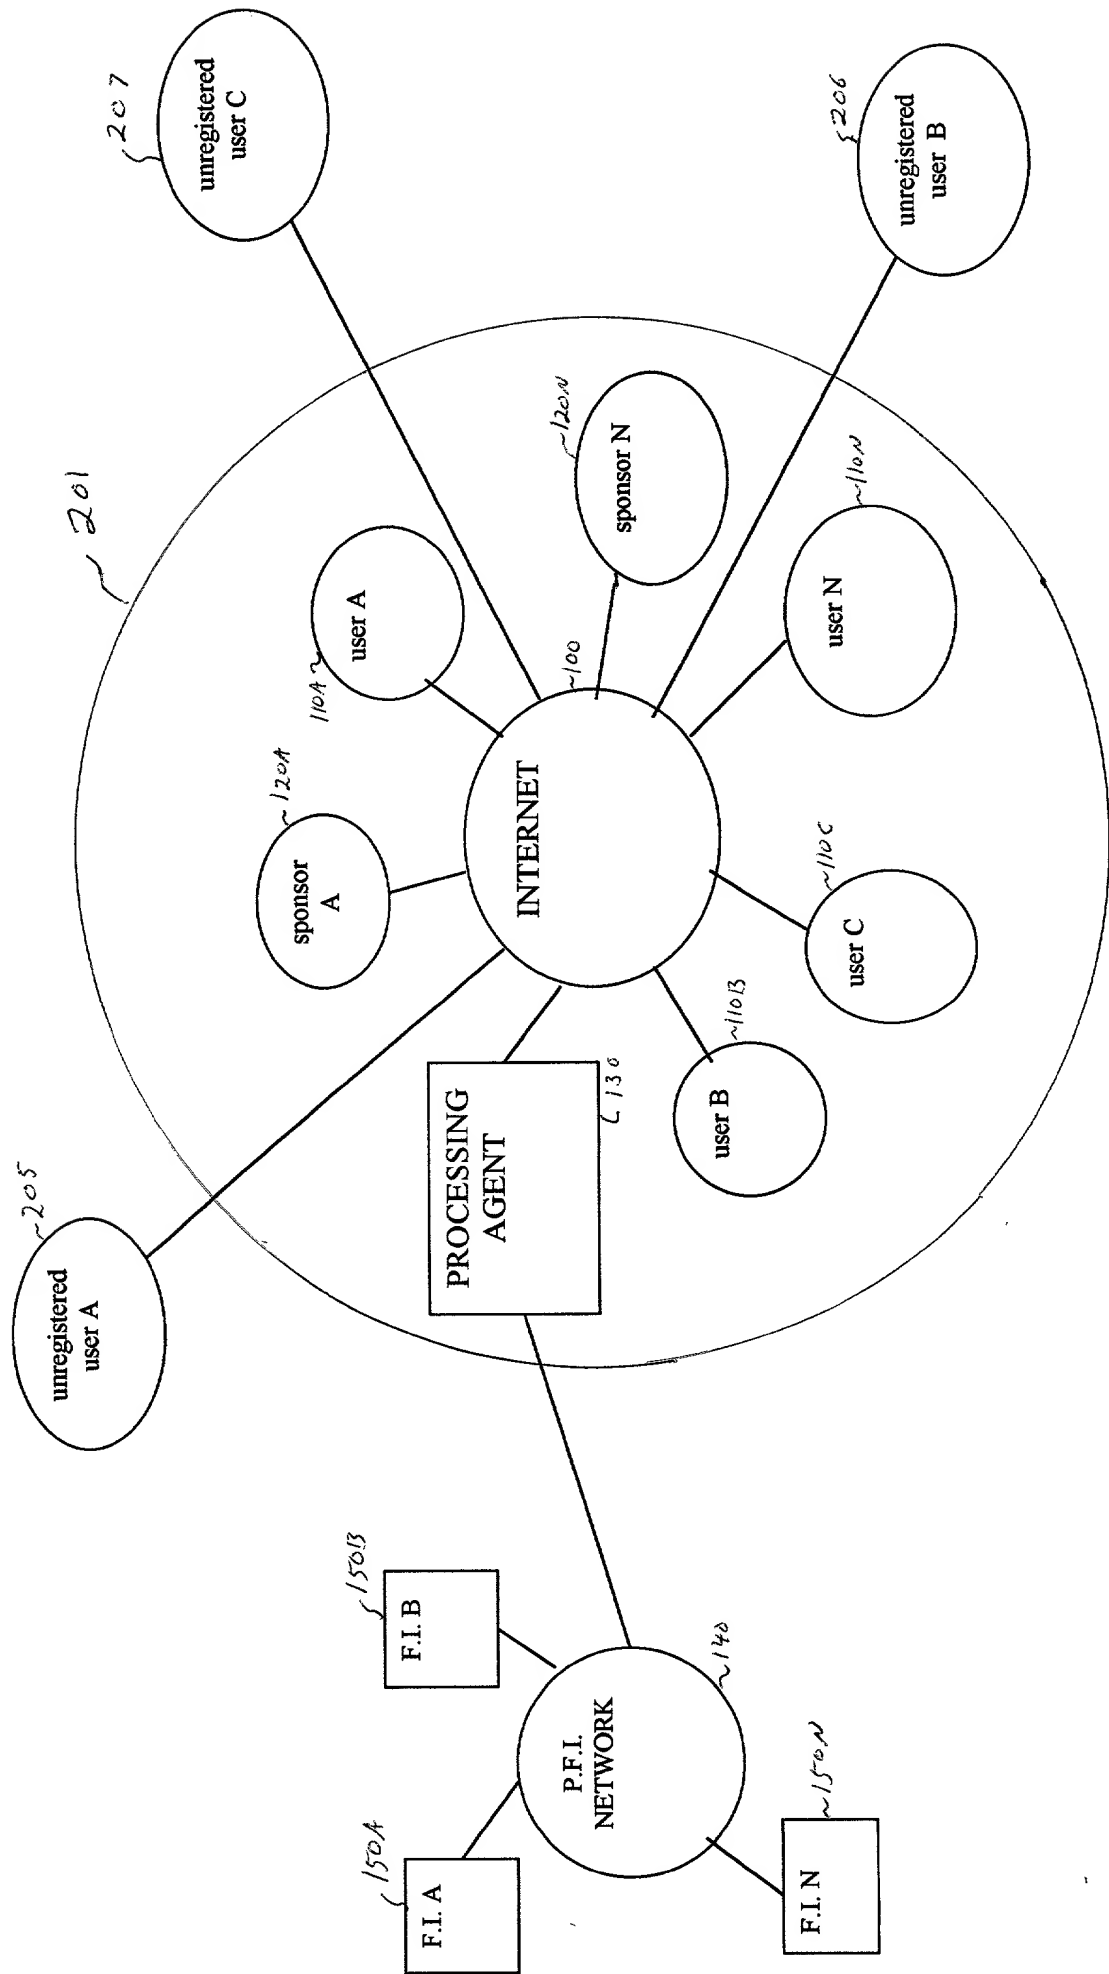 unregistered
user A
205
201
207
unregistered
user C
sponsor
A
120A
110A
user A
F.I. A
150A
F.I. B
150B
PROCESSING
AGENT
130
INTERNET
100
sponsor N
120N
P.F.I.
NETWORK
140
user B
110B
user C
110C
user N
110N
unregistered
user B
206
F.I. N
150N